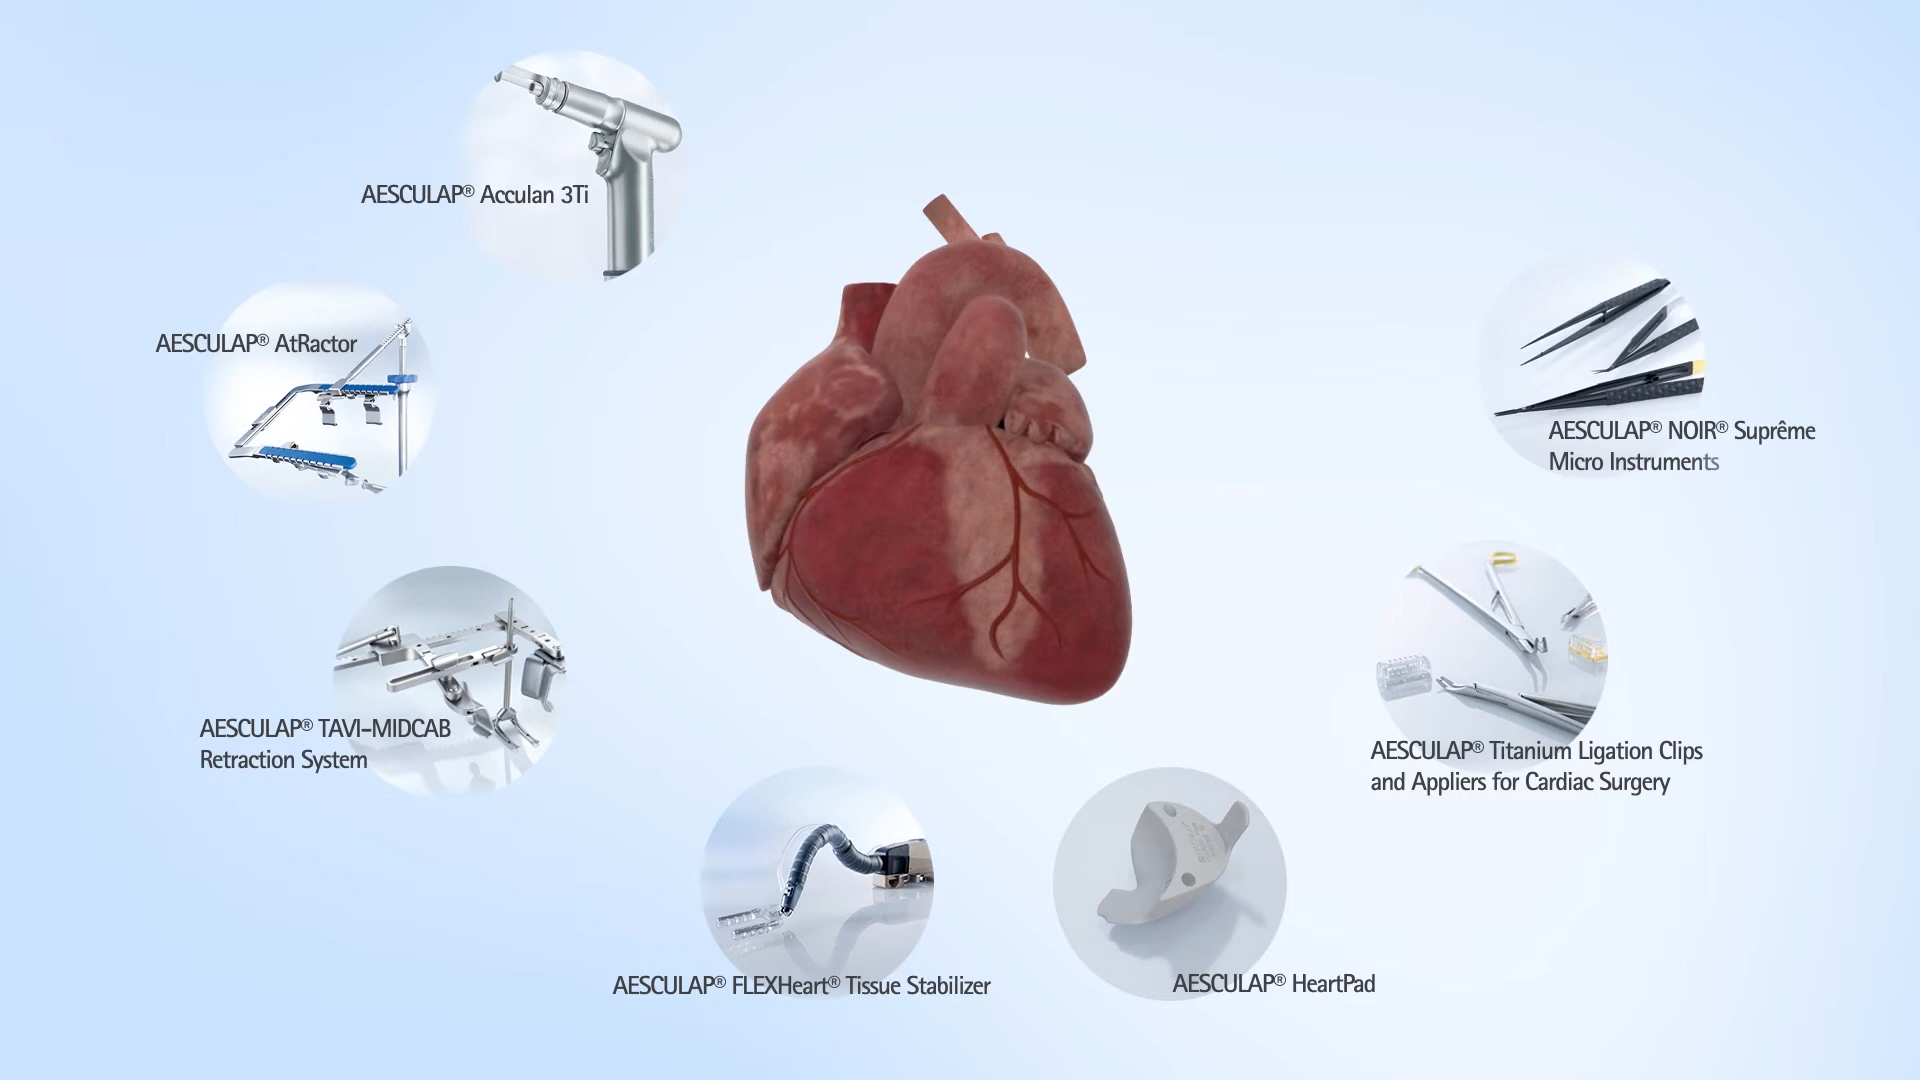 AESCULAP® Acculan 3Ti
AESCULAP® AtRactor
AESCULAP® NOIR® Suprême
Micro Instruments
AESCULAP® TAVI-MIDCAB
Retraction System
AESCULAP® Titanium Ligation Clips
and Appliers for Cardiac Surgery
AESCULAP® FLEXHeart® Tissue Stabilizer
AESCULAP® HeartPad